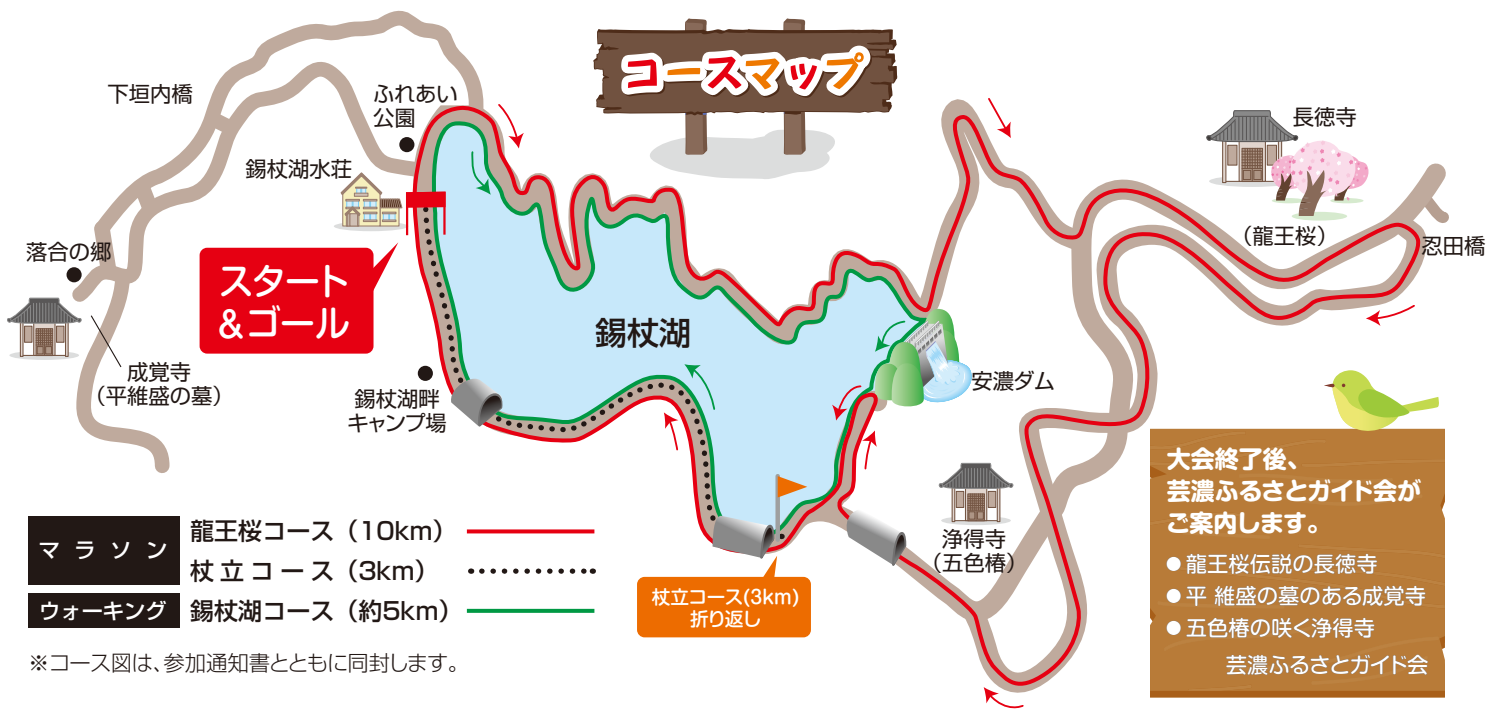 コースマップ
下垣内橋
ふれあい
公園
錫杖湖水荘
落合の郷
成覚寺
(平維盛の墓)
スタート
&ゴール
錫杖湖
錫杖湖畔
キャンプ場
安濃ダム
長徳寺
(龍王桜)
忍田橋
浄得寺
(五色椿)
杖立コース(3km)
折り返し
マラソン
龍王桜コース(10km)
杖立コース(3km)
ウォーキング
錫杖湖コース(約5km)
※コース図は、参加通知書とともに同封します。
大会終了後、
芸濃ふるさとガイド会が
ご案内します。
●龍王桜伝説の長徳寺
●平 維盛の墓のある成覚寺
●五色椿の咲く浄得寺
芸濃ふるさとガイド会